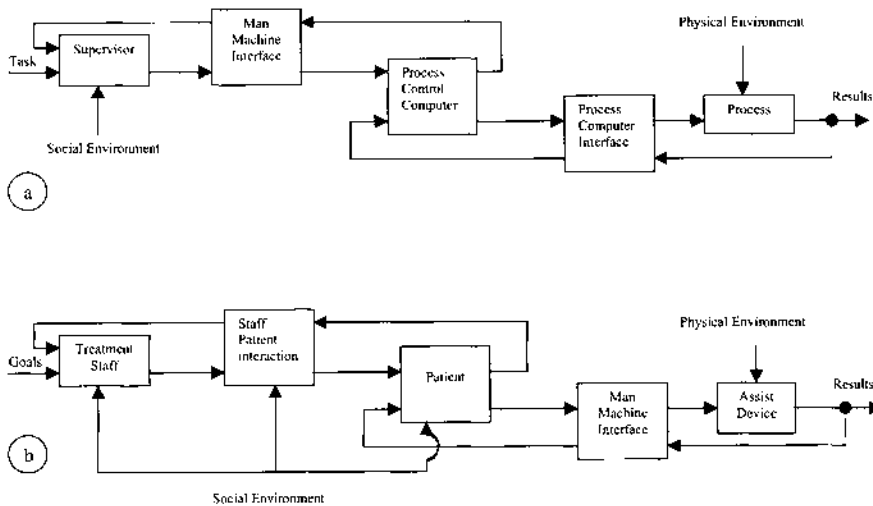 Man
Machine
Interface
Physical Environment
Supervisor
Task
Process
Control
Computer
Process
Computer
Interface
Process
Results
Social Environment
a
Staff
Patient
interaction
Physical Environment
Treatment
Staff
Goals
Patient
Man
Machine
Interface
Assist
Device
Results
b
Social Environment